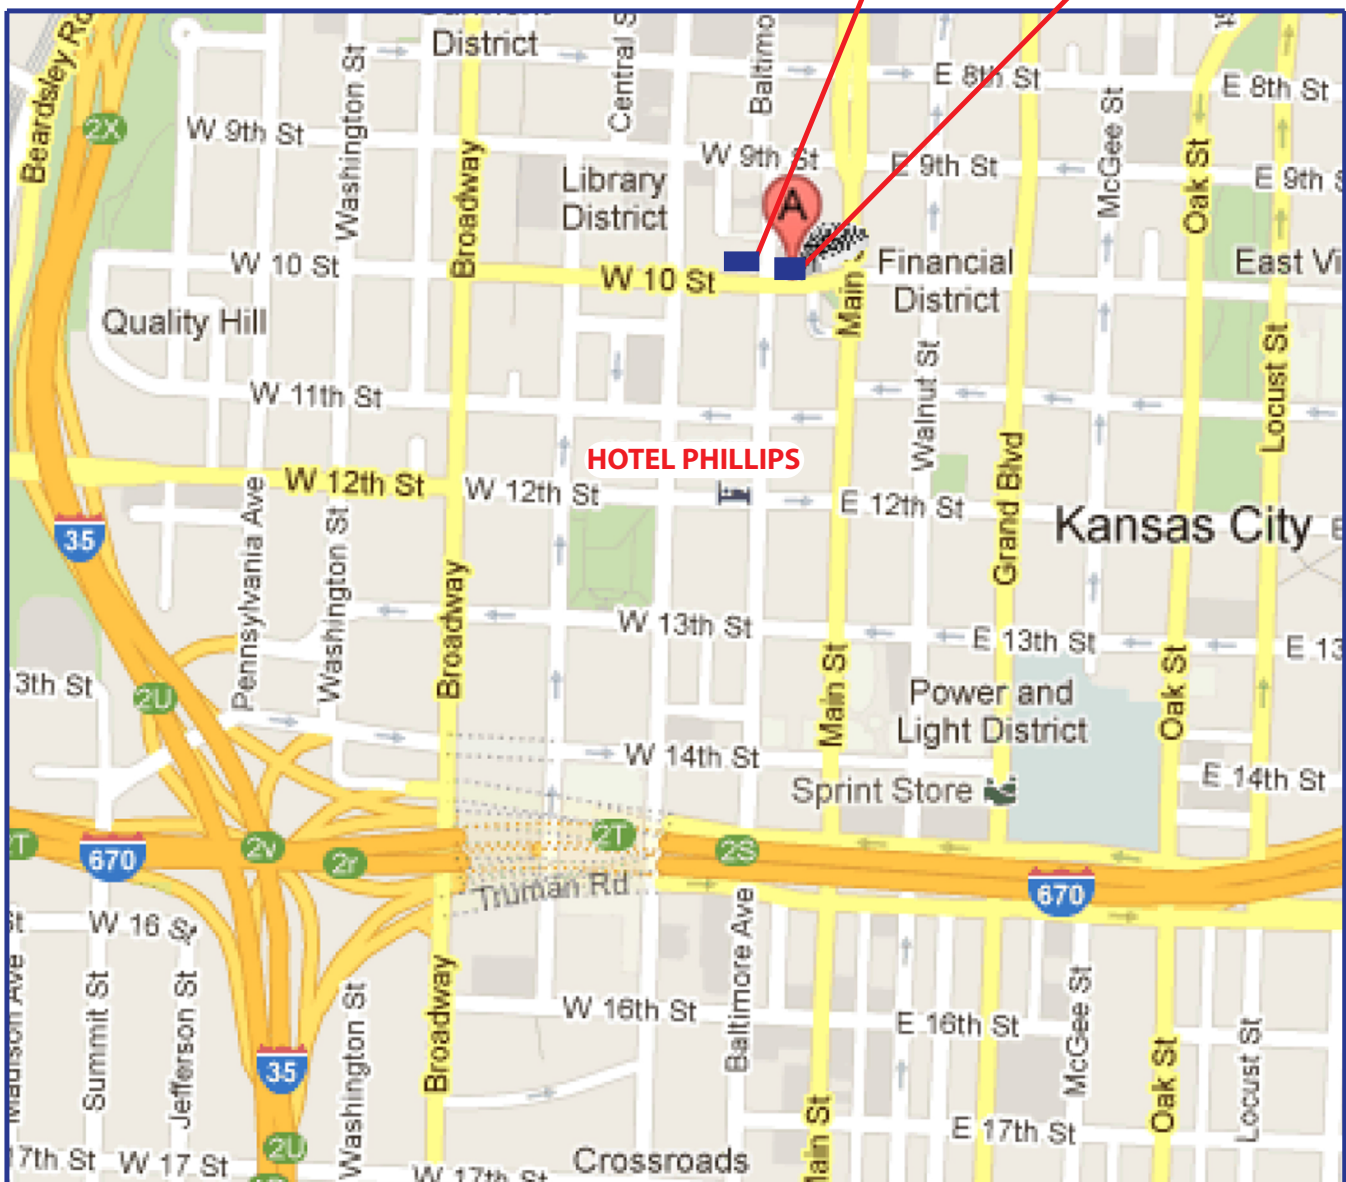 District
Central S
Baltimo
Beardsley Rd
Washington St
E 8th St
E 8th St
2X
W 9th St
McGee St
W 9th St
E 9th St
Oak St
E 9th S
Library
District
Broadway
A
W 10 St
W 10 St
Main
Financial
District
East Vi
Quality Hill
W 11th St
Walnut St
Locust St
HOTEL PHILLIPS
Grand Blvd
W 12th St
W 12th St
E 12th St
Kansas City
E
35
Pennsylvania Ave
Washington St
Broadway
W 13th St
E 13th St
E 13
3th St
2U
Main St
Power and
Light District
Oak St
W 14th St
E 14th St
Sprint Store
2T
670
2v
2r
2T
2S
Truman Rd
670
St
W 16 St
Madison Ave
Summit St
Jefferson St
Washington St
Broadway
W 16th St
Baltimore Ave
E 16th St
McGee St
Oak St
Locust St
35
Main St
E 17th St
2U
17th St
W 17 St
W 17th St
Crossroads